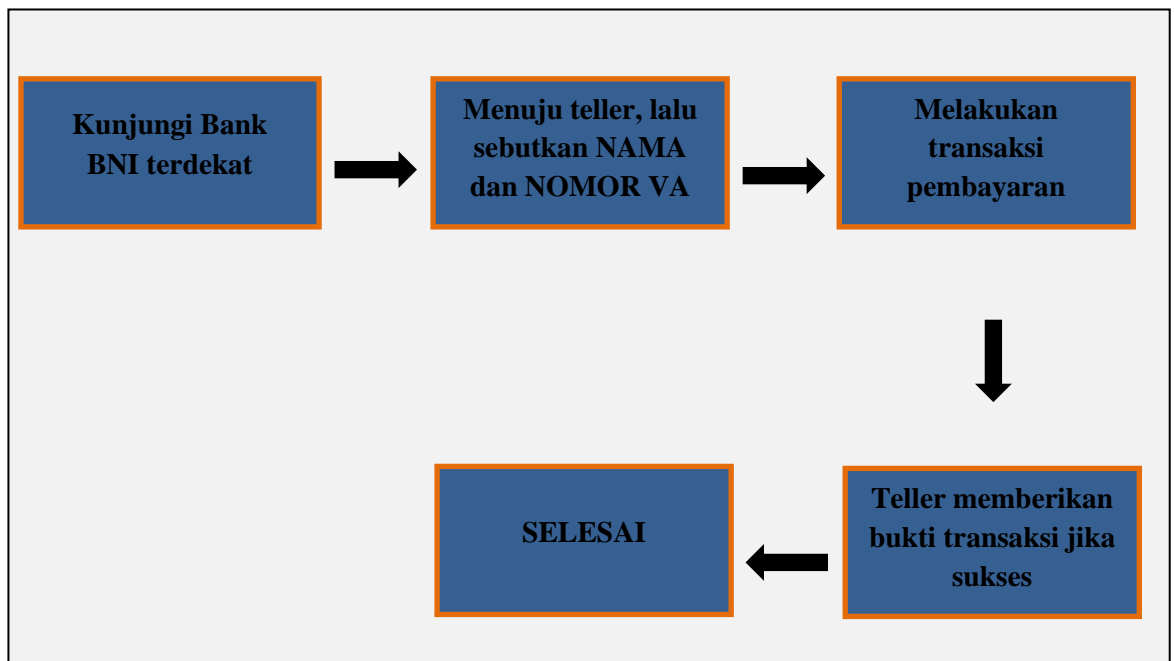 Kunjungi Bank
BNI terdekat
Menuju teller, lalu
sebutkan NAMA
dan NOMOR VA
Melakukan
transaksi
pembayaran
Teller memberikan
bukti transaksi jika
sukses
SELESAI